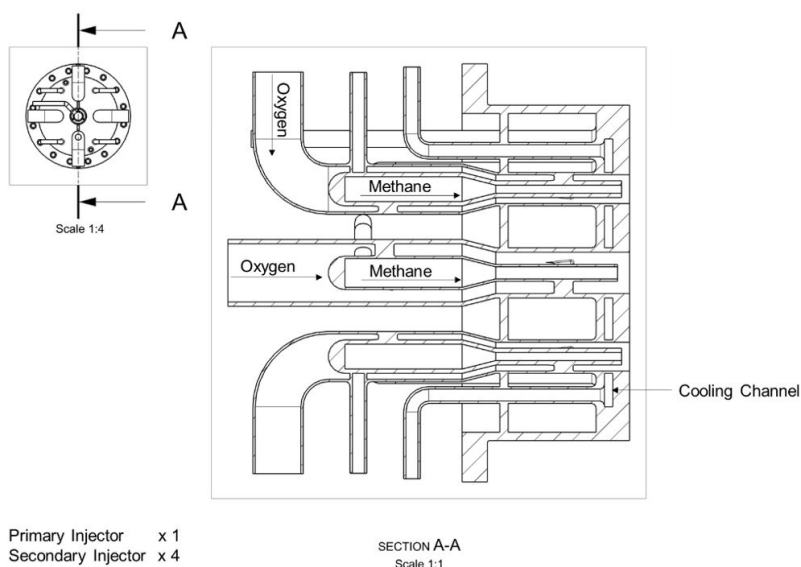 A
A
Scale 1:4
Oxygen
Methane
Oxygen
Methane
Cooling Channel
Primary Injector x 1
Secondary Injector x 4
SECTION A-A
Scale 1:1